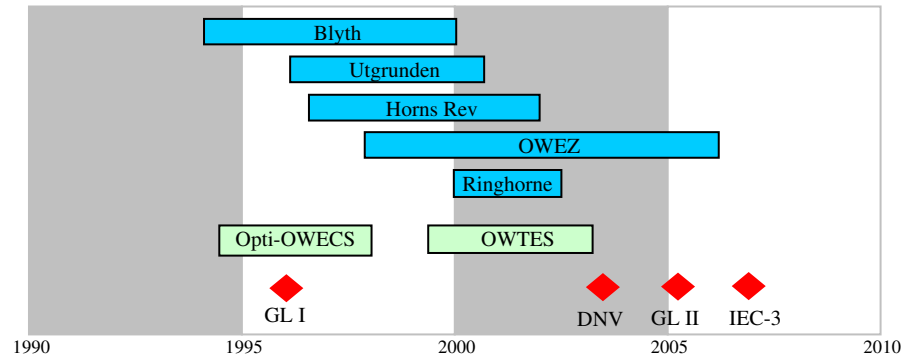 Blyth
Utgrunden
Horns Rev
OWEZ
Ringhorne
Opti-OWECS
OWTES
GL I
DNV
GL II
IEC-3
1990
1995
2000
2005
2010